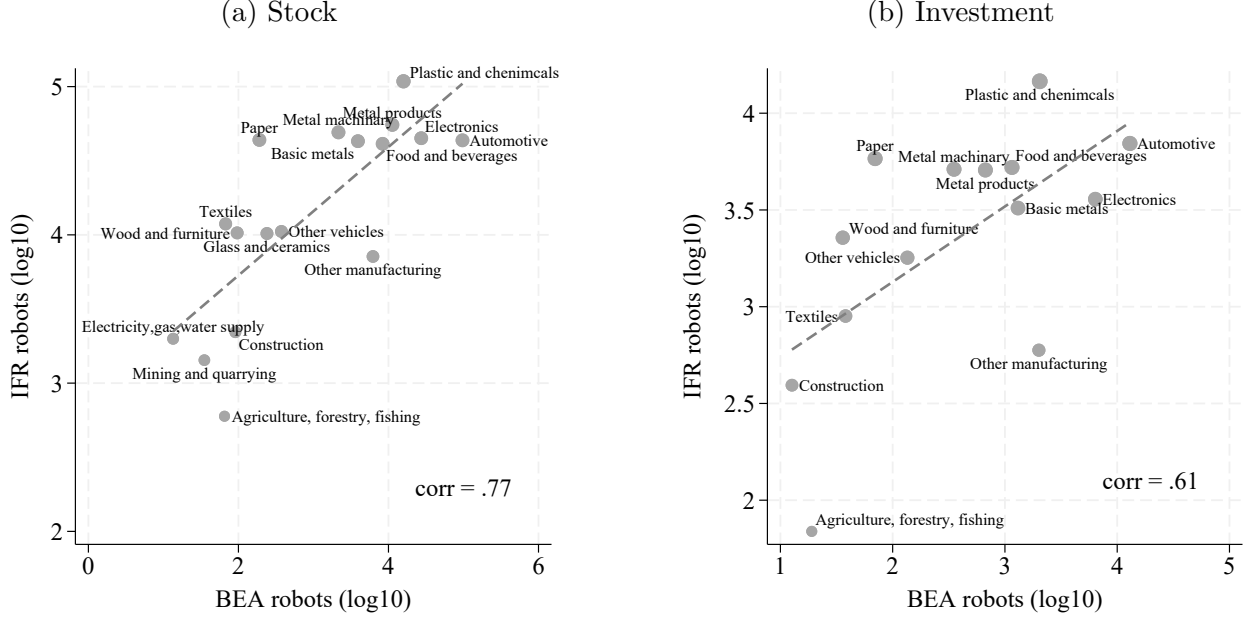 (a) Stock
IFR robots (log10)
5
4
3
2
Plastic and chenimcals
Metal products
Metal machinary
Electronics
Paper
Automotive
Basic metals
Food and beverages
Textiles
Wood and furniture
Other vehicles
Glass and ceramics
Other manufacturing
Electricity,gas,water supply
Construction
Mining and quarrying
Agriculture, forestry, fishing
corr = .77
0 2 4 6
BEA robots (log10)
(b) Investment
IFR robots (log10)
4
3.5
3
2.5
2
Plastic and chenimcals
Automotive
Paper
Metal machinary
Food and beverages
Metal products
Electronics
Basic metals
Wood and furniture
Other vehicles
Textiles
Other manufacturing
Construction
corr = .61
Agriculture, forestry, fishing
1 2 3 4 5
BEA robots (log10)